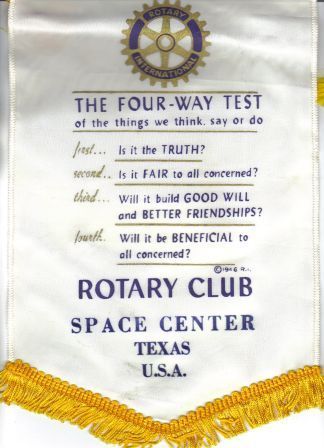 ROTARY
INTERNATIONAL
THE FOUR-WAY TEST
of the things we think, say or do
first... Is it the TRUTH?
second.. Is it FAIR to all concerned?
third... Will it build GOOD WILL
and BETTER FRIENDSHIPS?
fourth. Will it be BENEFICIAL to
all concerned?
©1946 R.I.
ROTARY CLUB
SPACE CENTER
TEXAS
U.S.A.